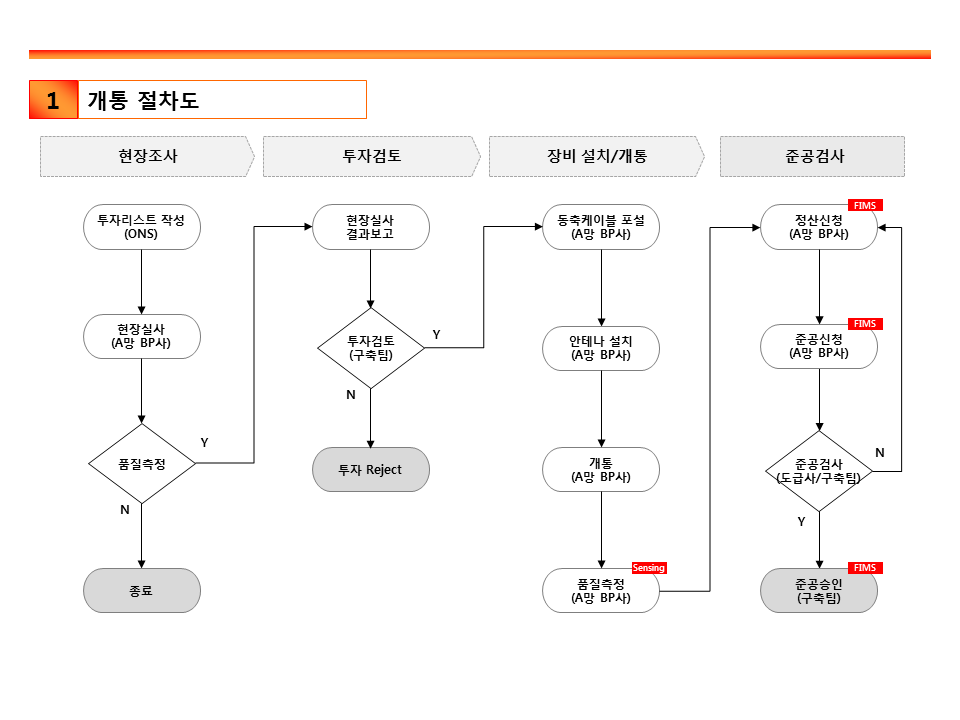 1
개통 절차도
현장조사
투자검토
장비 설치/개통
준공검사
투자리스트 작성
(ONS)
현장실사
(A망 BP사)
품질측정
Y
N
종료
현장실사
결과보고
투자검토
(구축팀)
Y
N
투자 Reject
동축케이블 포설
(A망 BP사)
안테나 설치
(A망 BP사)
개통
(A망 BP사)
Sensing
품질측정
(A망 BP사)
FIMS
정산신청
(A망 BP사)
FIMS
준공신청
(A망 BP사)
준공검사
(도급사/구축팀)
N
Y
FIMS
준공승인
(구축팀)